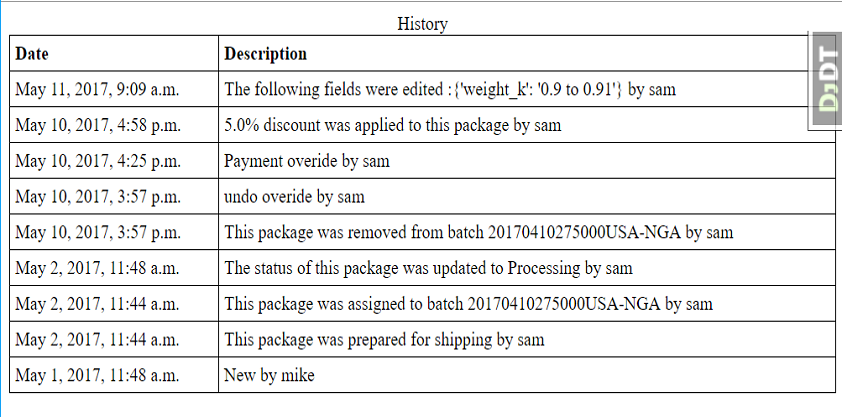 History
Date Description
May 11, 2017, 9:09 a.m. The following fields were edited :{'weight_k': '0.9 to 0.91'} by sam
May 10, 2017, 4:58 p.m. 5.0% discount was applied to this package by sam
May 10, 2017, 4:25 p.m. Payment overide by sam
May 10, 2017, 3:57 p.m. undo overide by sam
May 10, 2017, 3:57 p.m. This package was removed from batch 20170410275000USA-NGA by sam
May 2, 2017, 11:48 a.m. The status of this package was updated to Processing by sam
May 2, 2017, 11:44 a.m. This package was assigned to batch 20170410275000USA-NGA by sam
May 2, 2017, 11:44 a.m. This package was prepared for shipping by sam
May 1, 2017, 11:48 a.m. New by mike
DJDT